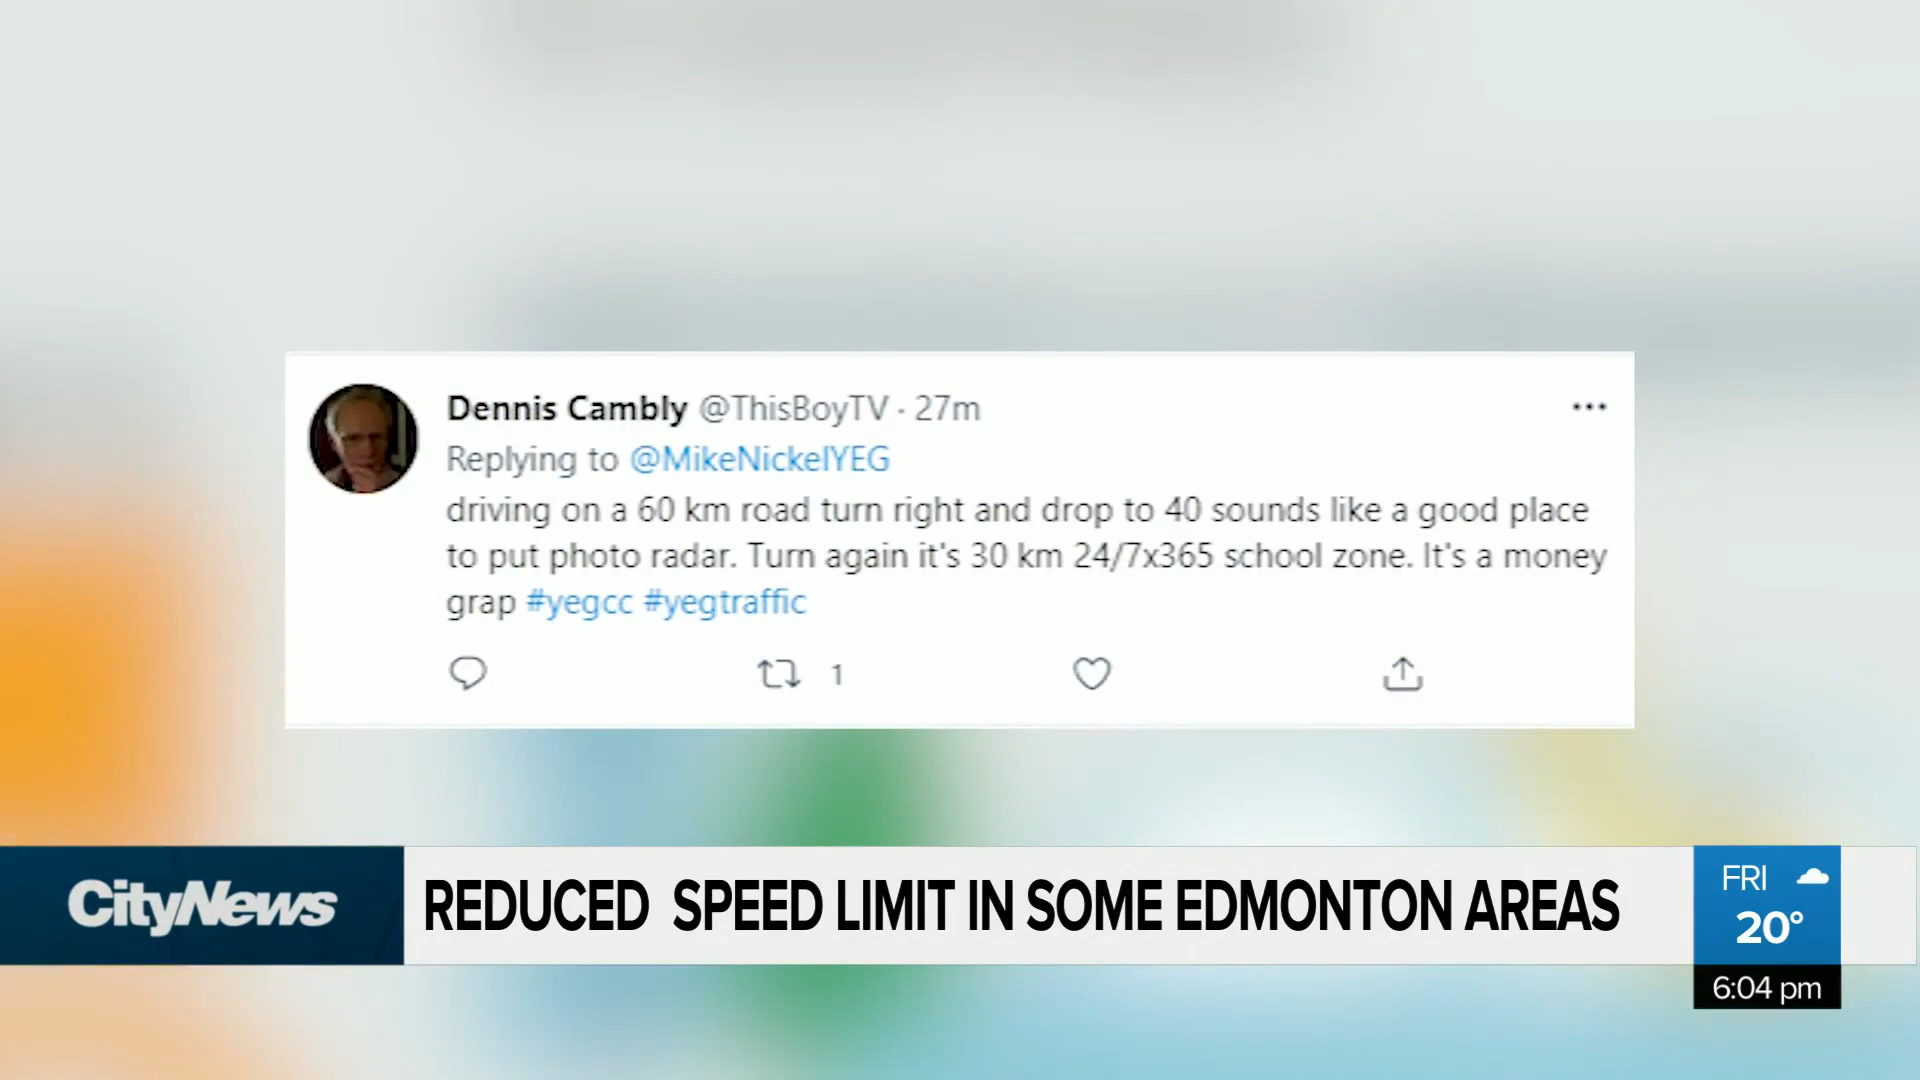 Dennis Cambly @ThisBoyTV · 27m
Replying to @MikeNickelYEG
driving on a 60 km road turn right and drop to 40 sounds like a good place
to put photo radar. Turn again it's 30 km 24/7x365 school zone. It's a money
grap #yegcc #yegtraffic
1
CityNews
REDUCED SPEED LIMIT IN SOME EDMONTON AREAS
FRI
20°
6:04 pm